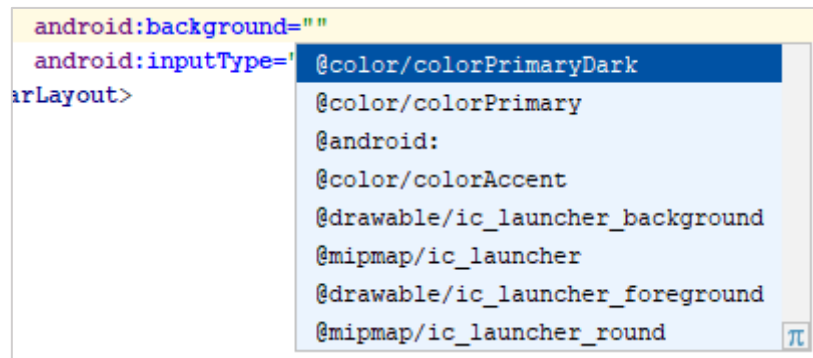 android:background=""
android:inputType="
arLayout>
@color/colorPrimaryDark
@color/colorPrimary
@android:
@color/colorAccent
@drawable/ic_launcher_background
@mipmap/ic_launcher
@drawable/ic_launcher_foreground
@mipmap/ic_launcher_round
π